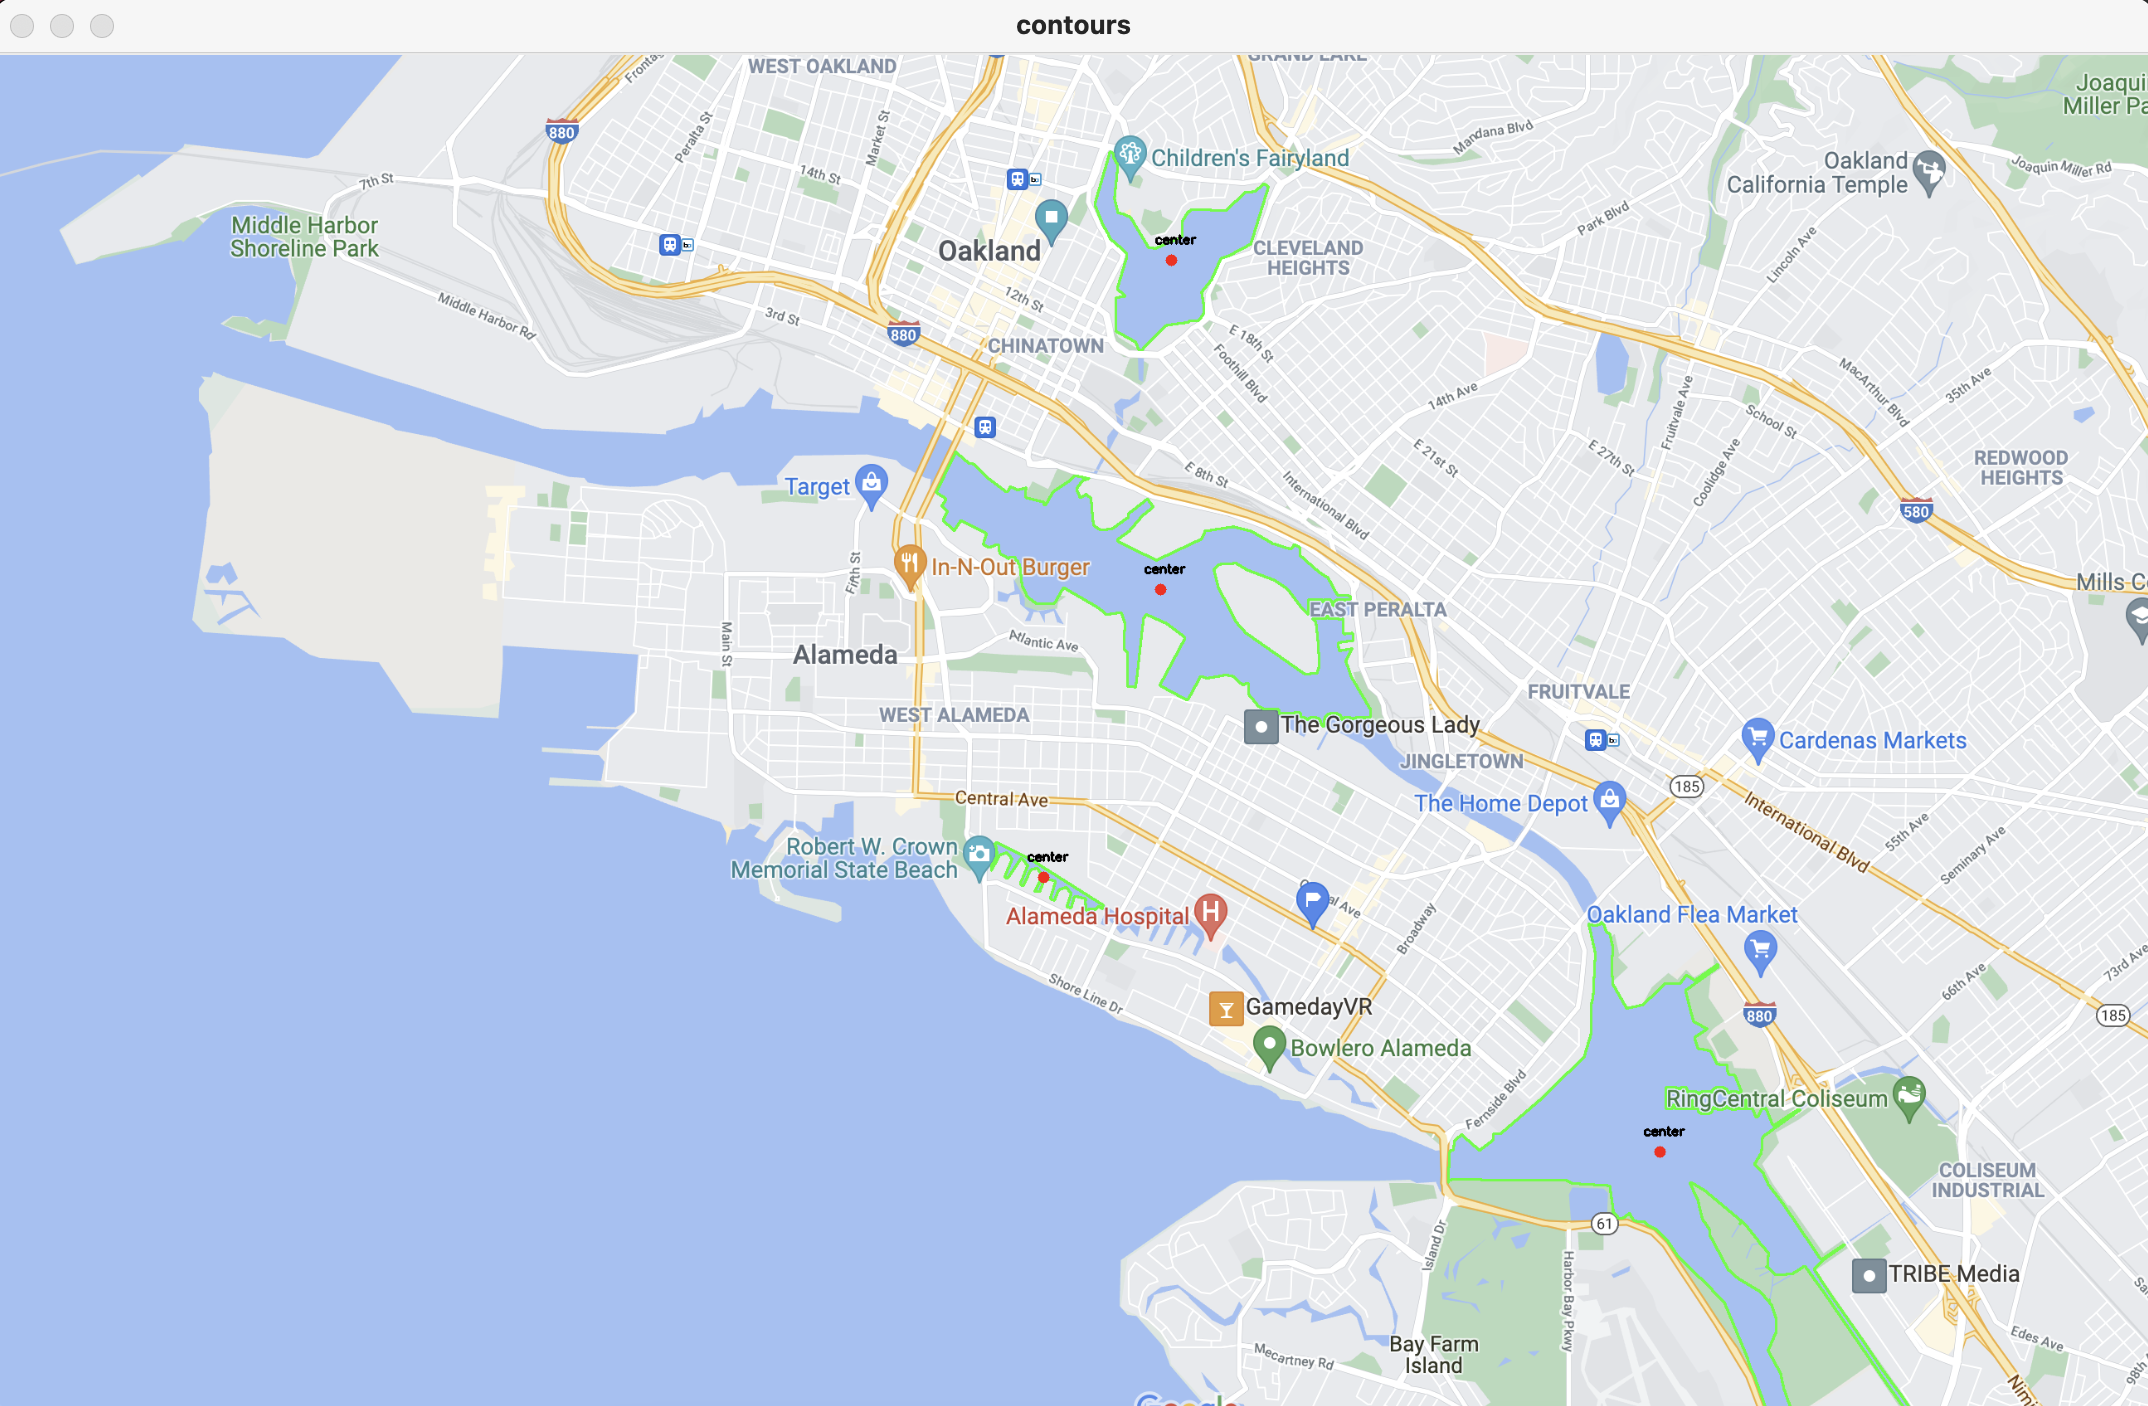 contours
WEST OAKLAND
GRAND LAKE
Frontage
Joaqui
Miller Pa
880
Peralta St
Market St
Mandana Blvd
Children's Fairyland
Oakland
California Temple
Joaquin Miller Rd
14th St
7th St
Middle Harbor
Shoreline Park
Park Blvd
center
Oakland
CLEVELAND
HEIGHTS
Lincoln Ave
12th St
Middle Harbor Rd
3rd St
880
E 18th St
CHINATOWN
Foothill Blvd
14th Ave
MacArthur Blvd
35th Ave
Fruitvale Ave
School St
E 21st St
E 27th St
Coolidge Ave
REDWOOD
HEIGHTS
E 8th St
International Blvd
Target
580
Fifth St
In-N-Out Burger
center
Mills Co
EAST PERALTA
Main St
Atlantic Ave
Alameda
FRUITVALE
WEST ALAMEDA
The Gorgeous Lady
Cardenas Markets
JINGLETOWN
185
Central Ave
The Home Depot
International Blvd
55th Ave
Seminary Ave
Robert W. Crown
Memorial State Beach
center
Alameda Hospital
H
Oakland Flea Market
Broadway
73rd Ave
66th Ave
Shore Line Dr
GamedayVR
880
185
Bowlero Alameda
Fernside Blvd
RingCentral Coliseum
center
COLISEUM
INDUSTRIAL
61
Island Dr
Harbor Bay Pkwy
TRIBE Media
Bay Farm
Island
Mecartney Rd
Edes Ave
98th A
Nimi
Google